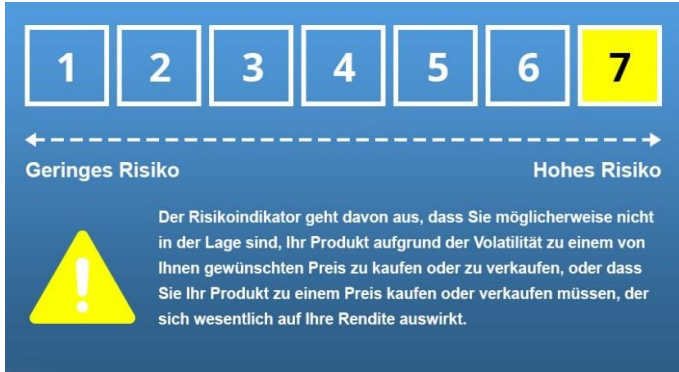 1 2 3 4 5 6 7
Geringes Risiko Hohes Risiko
Der Risikoindikator geht davon aus, dass Sie möglicherweise nicht
in der Lage sind, Ihr Produkt aufgrund der Volatilität zu einem von
Ihnen gewünschten Preis zu kaufen oder zu verkaufen, oder dass
Sie Ihr Produkt zu einem Preis kaufen oder verkaufen müssen, der
sich wesentlich auf Ihre Rendite auswirkt.
!